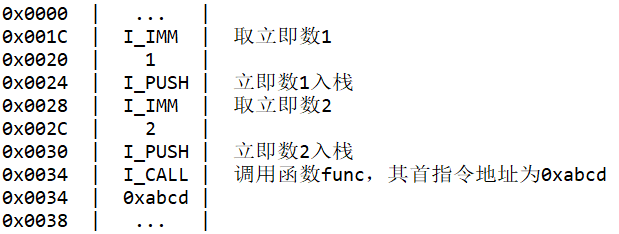 0x0000 | ... |
0x001C | I_IMM | 取立即数1
0x0020 | 1 |
0x0024 | I_PUSH | 立即数1入栈
0x0028 | I_IMM | 取立即数2
0x002C | 2 |
0x0030 | I_PUSH | 立即数2入栈
0x0034 | I_CALL | 调用函数func，其首指令地址为0xabcd
0x0034 | 0xabcd |
0x0038 | ... |